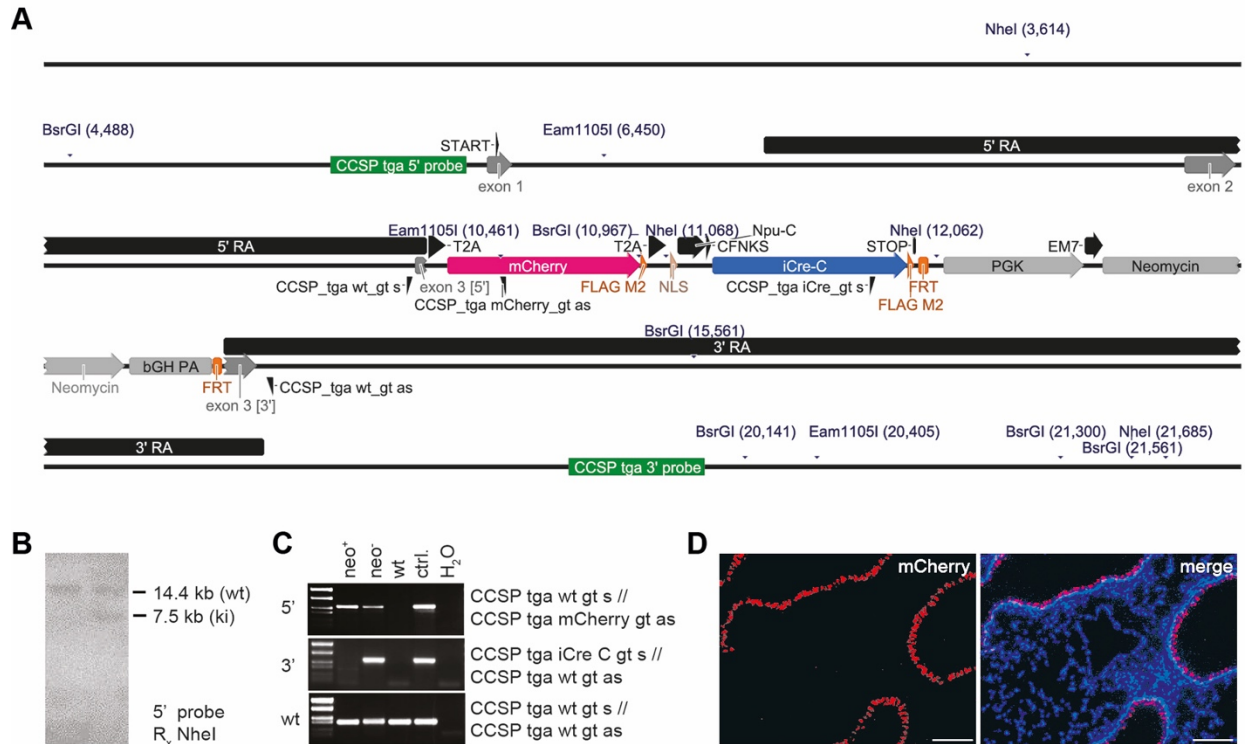 A
NheI (3,614)
BsrGI (4,488)
START
Eam1105I (6,450)
5' RA
CCSP tga 5' probe
exon 1
exon 2
5' RA
Eam1105I (10,461)
BsrGI (10,967)
NheI (11,068)
Npu-C
NheI (12,062)
T2A
T2A
CFNKS
STOP
EM7
mCherry
iCre-C
PGK
Neomycin
CCSP_tga wt_gt s
exon 3 [5']
FLAG M2
NLS
CCSP_tga iCre_gt s
FRT
CCSP_tga mCherry_gt as
FLAG M2
BsrGI (15,561)
3' RA
Neomycin
bGH PA
FRT
CCSP_tga wt_gt as
exon 3 [3']
3' RA
BsrGI (20,141)
Eam1105I (20,405)
BsrGI (21,300)
NheI (21,685)
BsrGI (21,561)
CCSP tga 3' probe
B
14.4 kb (wt)
7.5 kb (ki)
5' probe
Rx NheI
C
neo+
neo-
wt
ctrl.
H2O
5'
CCSP tga wt gt s //
CCSP tga mCherry gt as
3'
CCSP tga iCre C gt s //
CCSP tga wt gt as
wt
CCSP tga wt gt s //
CCSP tga wt gt as
D
mCherry
merge